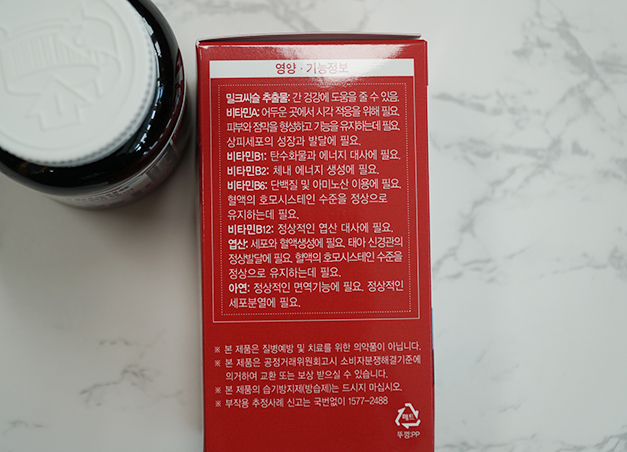 영양 · 기능정보
밀크씨슬 추출물: 간 건강에 도움을 줄 수 있음.
비타민A: 어두운 곳에서 시각 적응을 위해 필요.
피부와 점막을 형성하고 기능을 유지하는데 필요.
상피세포의 성장과 발달에 필요.
비타민B1: 탄수화물과 에너지 대사에 필요.
비타민B2: 체내 에너지 생성에 필요.
비타민B6: 단백질 및 아미노산 이용에 필요.
혈액의 호모시스테인 수준을 정상으로
유지하는데 필요.
비타민B12: 정상적인 엽산 대사에 필요.
엽산: 세포와 혈액생성에 필요. 태아 신경관의
정상발달에 필요. 혈액의 호모시스테인 수준을
정상으로 유지하는데 필요.
아연: 정상적인 면역기능에 필요. 정상적인
세포분열에 필요.
※ 본 제품은 질병예방 및 치료를 위한 의약품이 아닙니다.
※ 본 제품은 공정거래위원회고시 소비자분쟁해결기준에
의거하여 교환 또는 보상 받으실 수 있습니다.
※ 본 제품의 습기방지제(방습제)는 드시지 마십시오.
※ 부작용 추정사례 신고는 국번없이 1577-2488
페트
뚜껑:PP